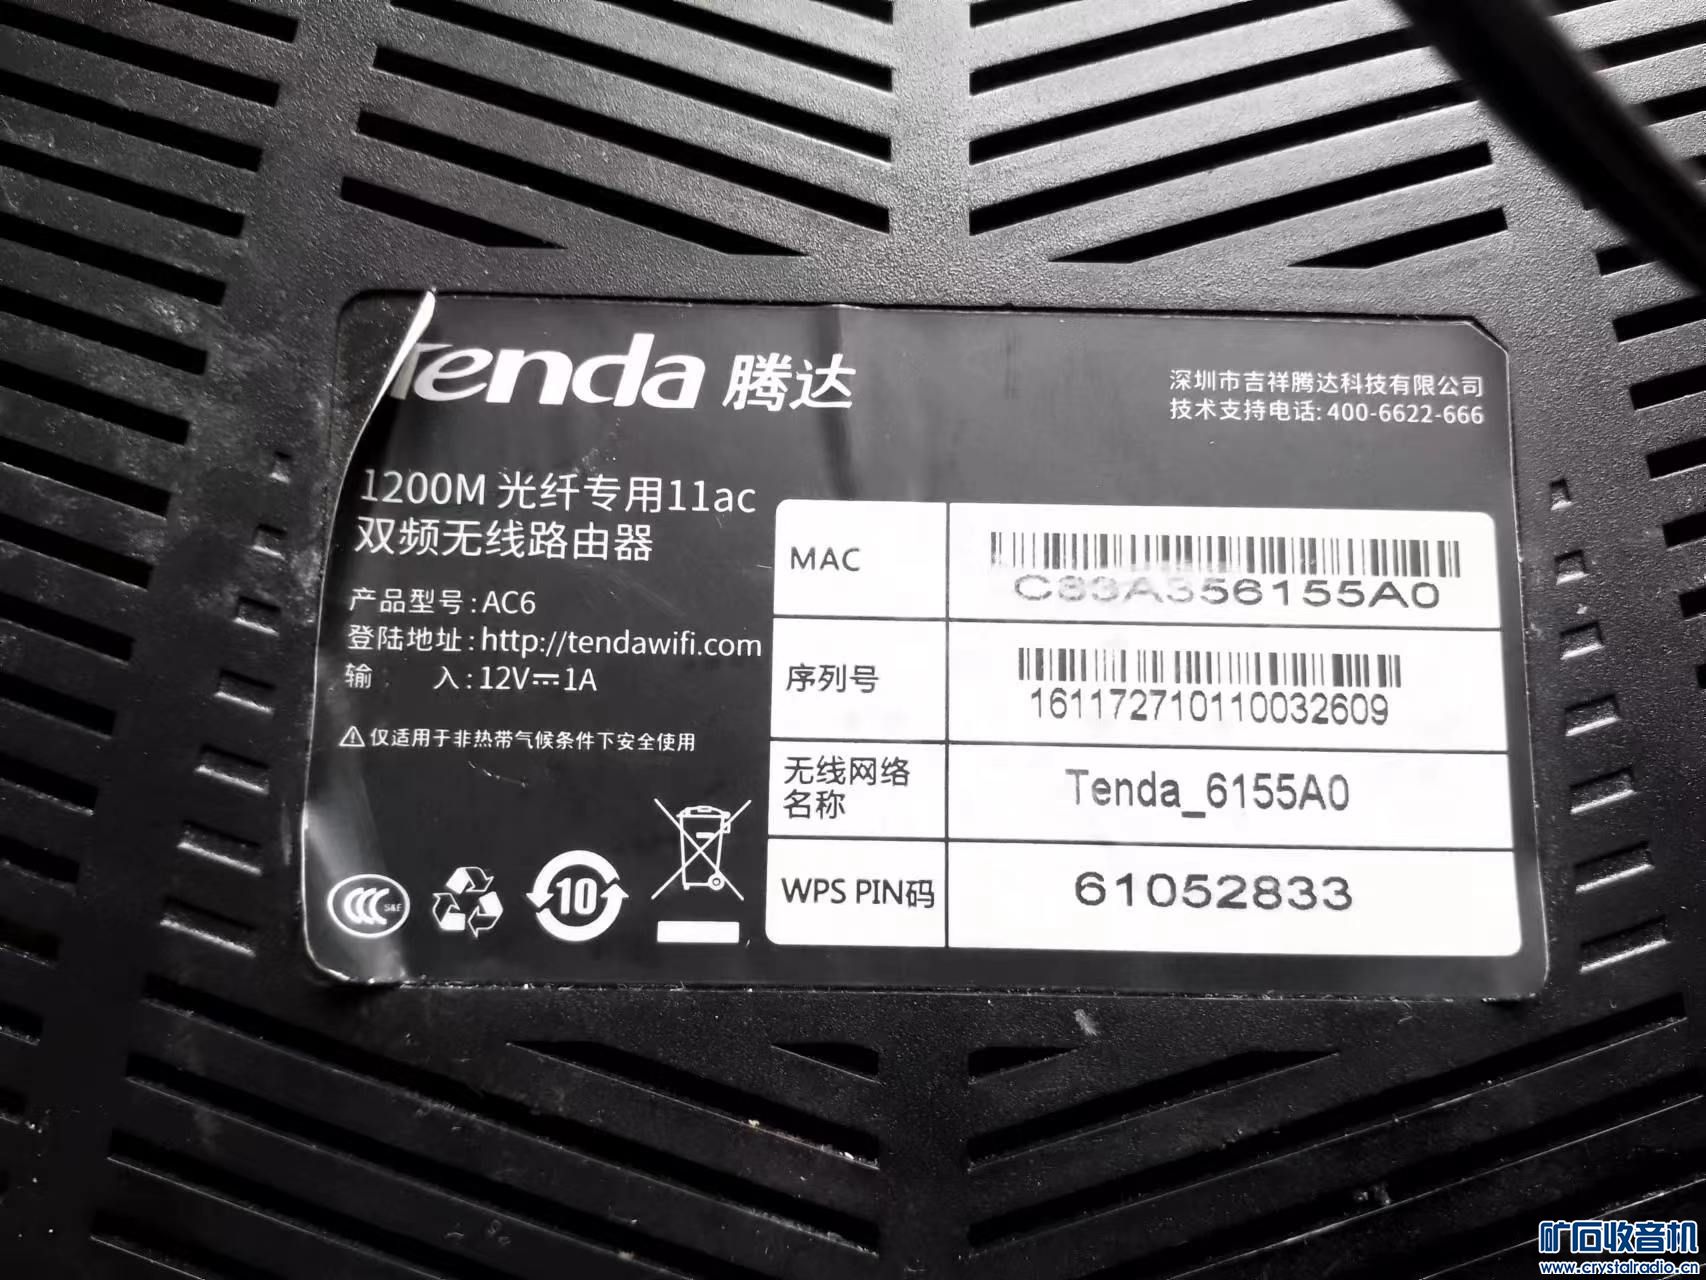 Tenda 腾达
深圳市吉祥腾达科技有限公司
技术支持电话:400-6622-666
1200M 光纤专用11ac
双频无线路由器
产品型号:AC6
登陆地址:http://tendawifi.com
输 入:12V⎓1A
⚠仅适用于非热带气候条件下安全使用
S&E
10
MAC
C83A356155A0
序列号
161172710110032609
无线网络
名称
Tenda_6155A0
WPS PIN码
61052833
矿石收音机
www.crystalradio.cn